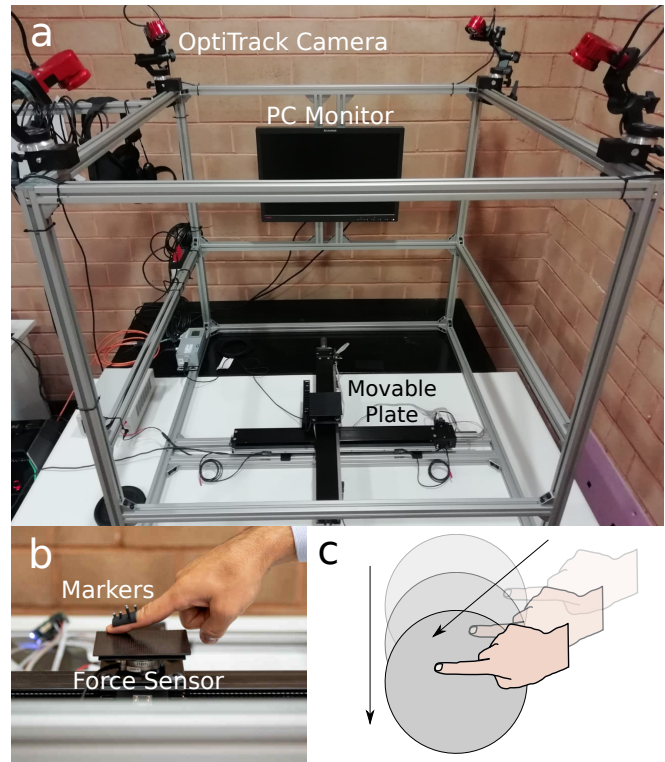 a
OptiTrack Camera
PC Monitor
Movable
Plate
b
Markers
Force Sensor
c